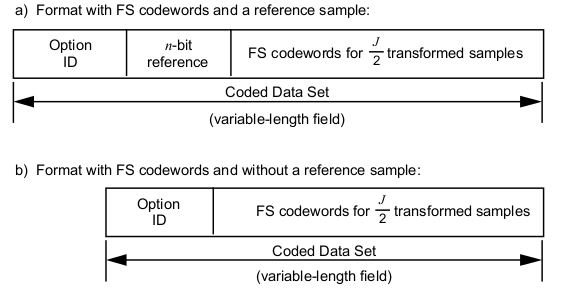 a) Format with FS codewords and a reference sample:
Option
ID
n-bit
reference
FS codewords for J/2 transformed samples
Coded Data Set
(variable-length field)
b) Format with FS codewords and without a reference sample:
Option
ID
FS codewords for J/2 transformed samples
Coded Data Set
(variable-length field)